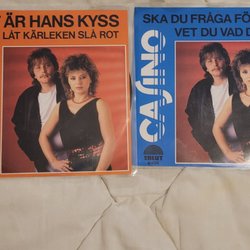 ÄR HANS KYSS
LÅT KÄRLEKEN SLÅ ROT
SKA DU FRÅGA FÖ
VET DU VAD D
CASINO